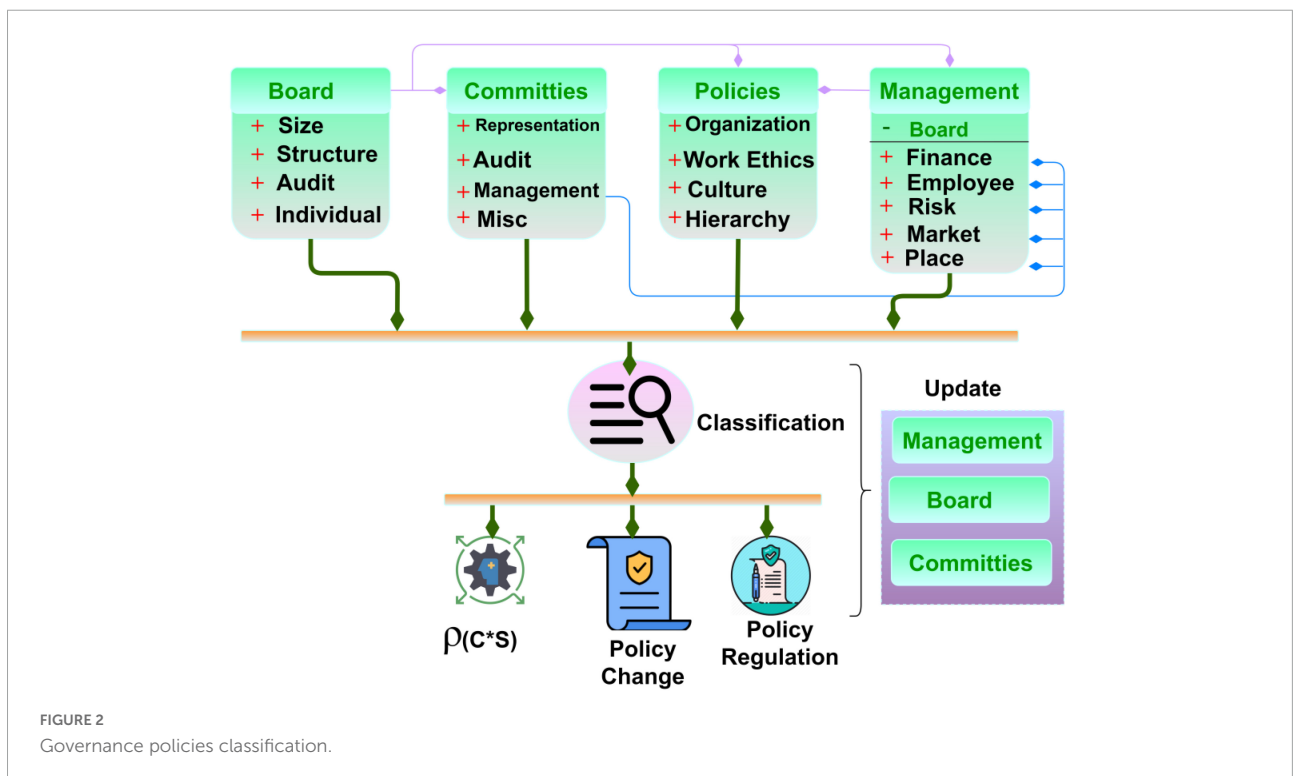 Board
+ Size
+ Structure
+ Audit
+ Individual
Committies
+ Representation
+ Audit
+ Management
+ Misc
Policies
+ Organization
+ Work Ethics
+ Culture
+ Hierarchy
Management
- Board
+ Finance
+ Employee
+ Risk
+ Market
+ Place
Classification
Update
Management
Board
Committies
ρ(C*S)
Policy
Change
Policy
Regulation
FIGURE 2
Governance policies classification.